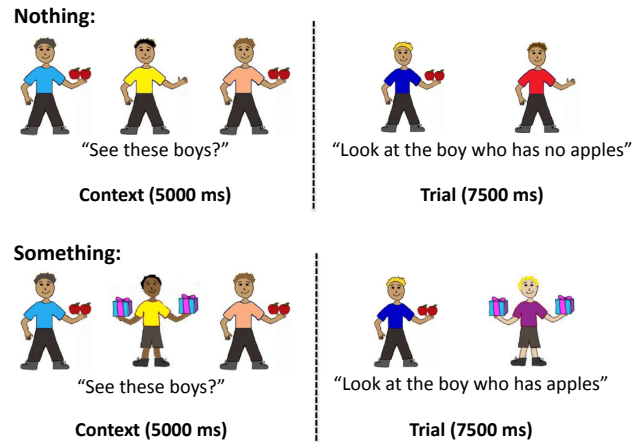 Nothing:
"See these boys?"
"Look at the boy who has no apples"
Context (5000 ms)
Trial (7500 ms)
Something:
"See these boys?"
"Look at the boy who has apples"
Context (5000 ms)
Trial (7500 ms)